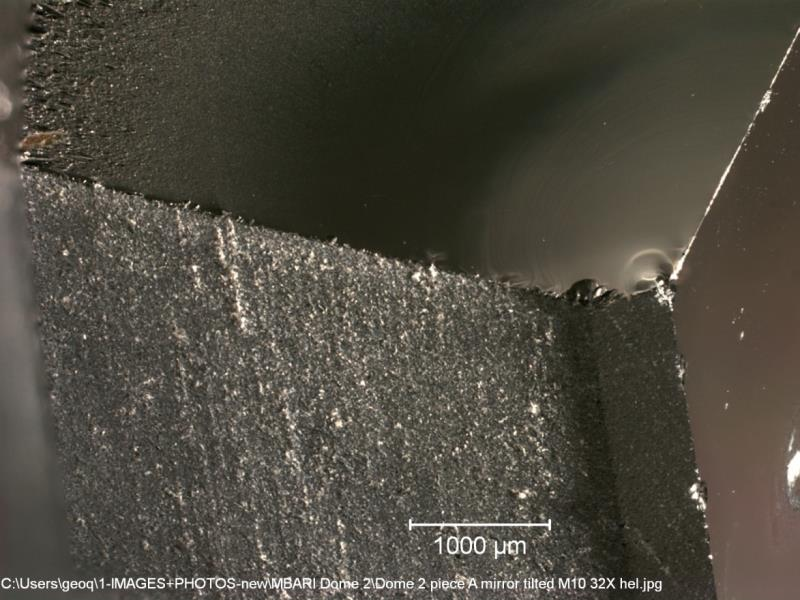 1000 µm
C:\Users\geoq\1-IMAGES+PHOTOS-new\MBARI Dome 2\Dome 2 piece A mirror tilted M10 32X hel.jpg